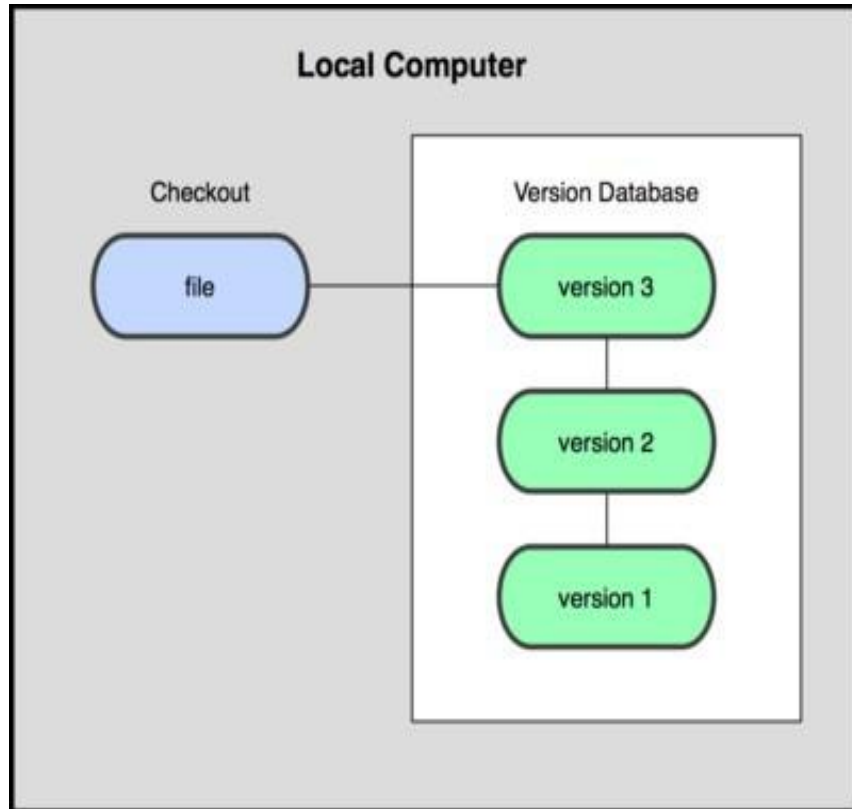 Local Computer
Checkout
Version Database
file
version 3
version 2
version 1